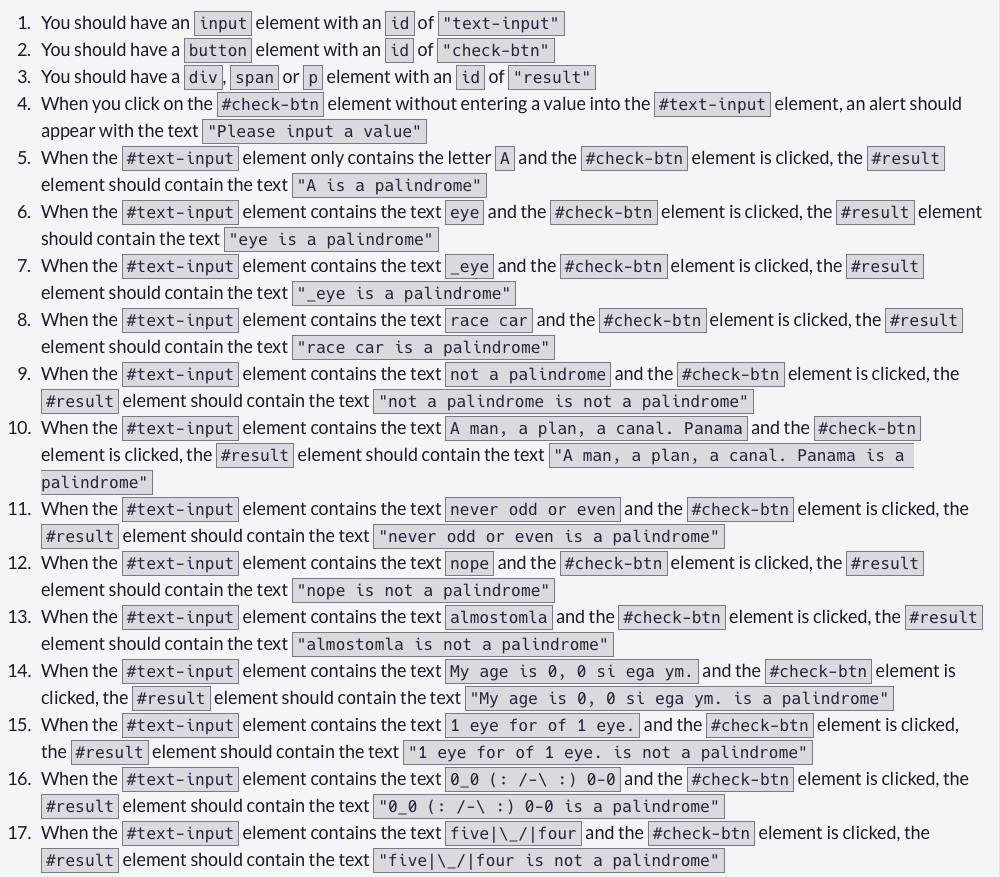 1. You should have an input element with an id of "text-input"
2. You should have a button element with an id of "check-btn"
3. You should have a div, span or p element with an id of "result"
4. When you click on the #check-btn element without entering a value into the #text-input element, an alert should
appear with the text "Please input a value"
5. When the #text-input element only contains the letter A and the #check-btn element is clicked, the #result
element should contain the text "A is a palindrome"
6. When the #text-input element contains the text eye and the #check-btn element is clicked, the #result element
should contain the text "eye is a palindrome"
7. When the #text-input element contains the text _eye and the #check-btn element is clicked, the #result
element should contain the text "_eye is a palindrome"
8. When the #text-input element contains the text race car and the #check-btn element is clicked, the #result
element should contain the text "race car is a palindrome"
9. When the #text-input element contains the text not a palindrome and the #check-btn element is clicked, the
#result element should contain the text "not a palindrome is not a palindrome"
10. When the #text-input element contains the text A man, a plan, a canal. Panama and the #check-btn
element is clicked, the #result element should contain the text "A man, a plan, a canal. Panama is a
palindrome"
11. When the #text-input element contains the text never odd or even and the #check-btn element is clicked, the
#result element should contain the text "never odd or even is a palindrome"
12. When the #text-input element contains the text nope and the #check-btn element is clicked, the #result
element should contain the text "nope is not a palindrome"
13. When the #text-input element contains the text almostomla and the #check-btn element is clicked, the #result
element should contain the text "almostomla is not a palindrome"
14. When the #text-input element contains the text My age is 0, 0 si ega ym. and the #check-btn element is
clicked, the #result element should contain the text "My age is 0, 0 si ega ym. is a palindrome"
15. When the #text-input element contains the text 1 eye for of 1 eye. and the #check-btn element is clicked,
the #result element should contain the text "1 eye for of 1 eye. is not a palindrome"
16. When the #text-input element contains the text 0_0 (: /-\ :) 0-0 and the #check-btn element is clicked, the
#result element should contain the text "0_0 (: /-\ :) 0-0 is a palindrome"
17. When the #text-input element contains the text five|\_/|four and the #check-btn element is clicked, the
#result element should contain the text "five|\_/|four is not a palindrome"